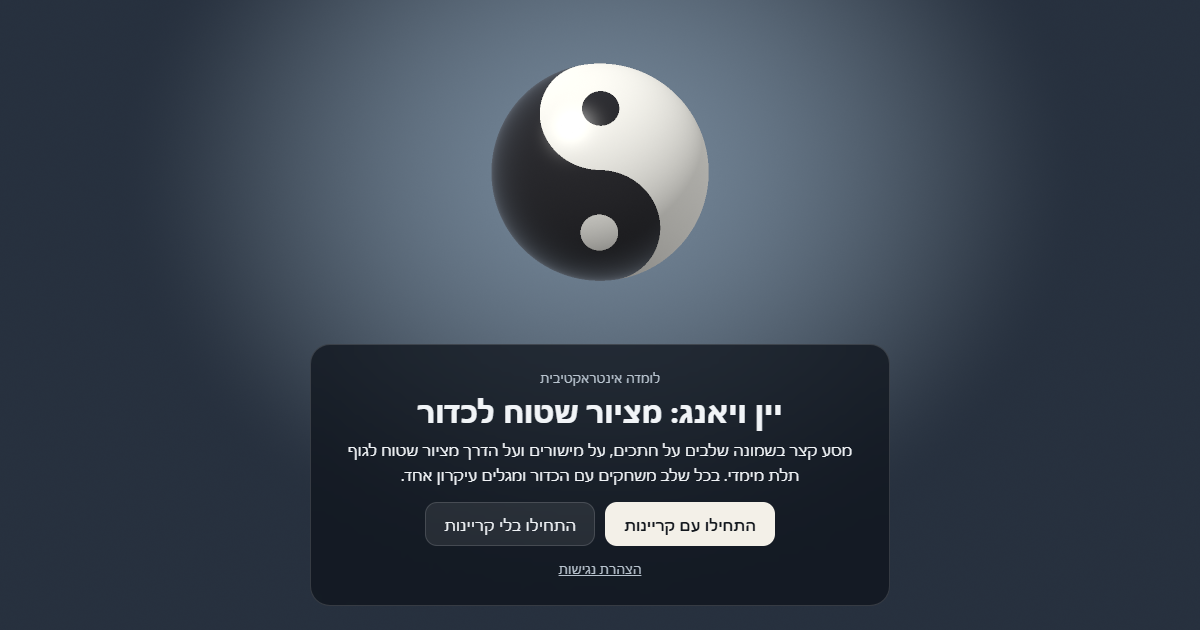 לומדה אינטראקטיבית
יין ויאנג: מציור שטוח לכדור
מסע קצר בשמונה שלבים על חתכים, על מישורים ועל הדרך מציור שטוח לגוף
תלת מימדי. בכל שלב משחקים עם הכדור ומגלים עיקרון אחד.
התחילו עם קריינות
התחילו בלי קריינות
הצהרת נגישות